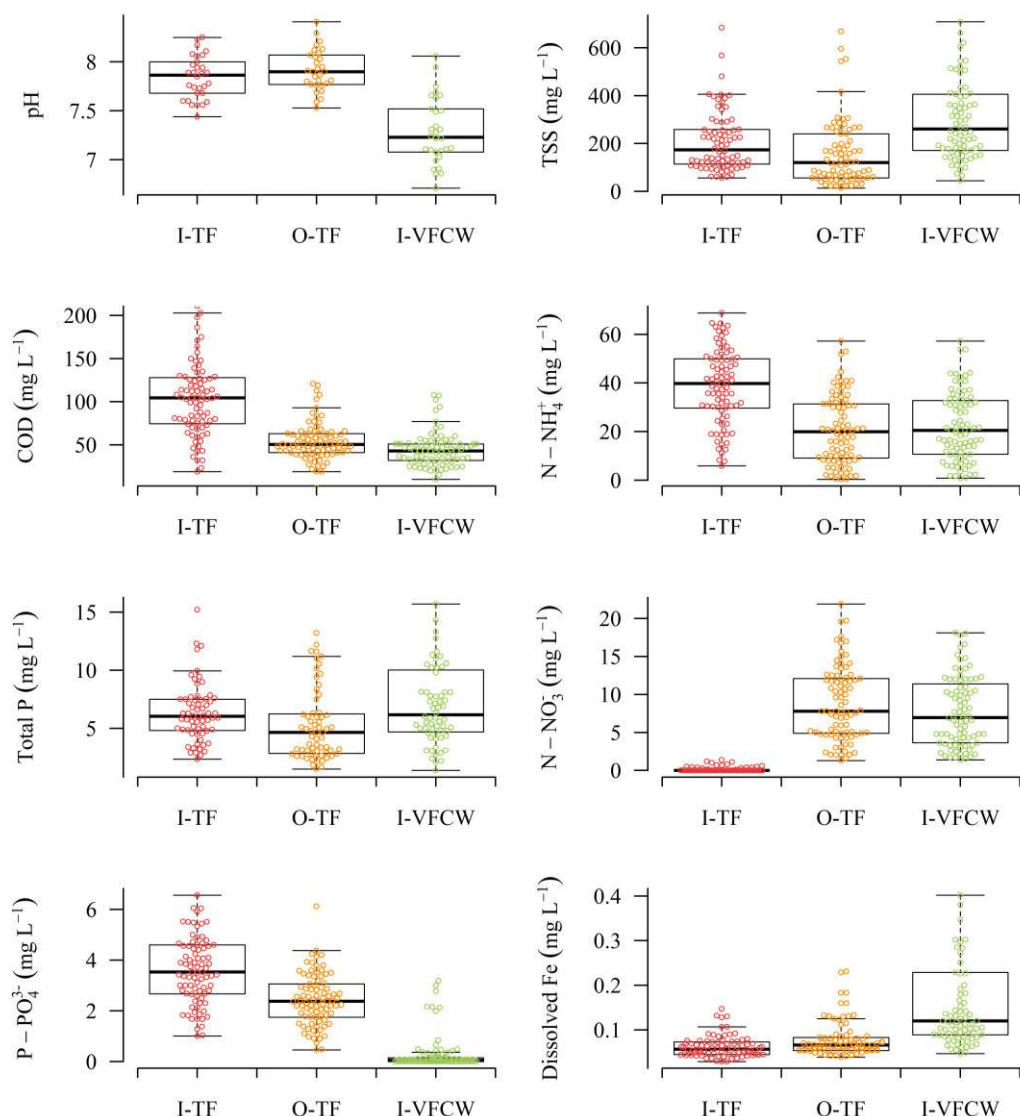 pH
8
7.5
7
I-TF O-TF I-VFCW
TSS (mg L⁻¹)
600
400
200
0
I-TF O-TF I-VFCW
COD (mg L⁻¹)
200
150
100
50
I-TF O-TF I-VFCW
N – NH₄⁺ (mg L⁻¹)
60
40
20
0
I-TF O-TF I-VFCW
Total P (mg L⁻¹)
15
10
5
I-TF O-TF I-VFCW
N – NO₃⁻ (mg L⁻¹)
20
15
10
5
0
I-TF O-TF I-VFCW
P – PO₄³⁻ (mg L⁻¹)
6
4
2
0
I-TF O-TF I-VFCW
Dissolved Fe (mg L⁻¹)
0.4
0.3
0.2
0.1
I-TF O-TF I-VFCW